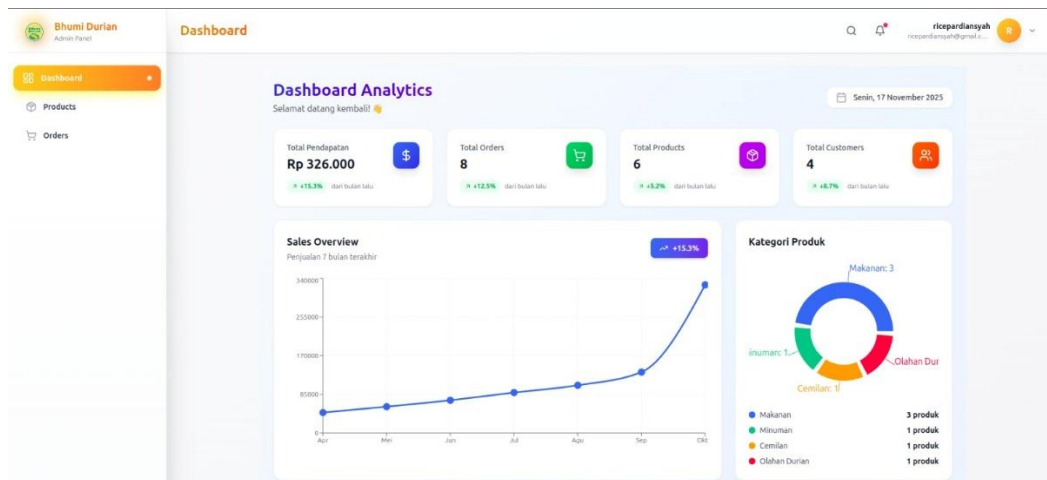 Bhumi Durian
Admin Panel
Dashboard
Products
Orders
Dashboard
ricepardiansyah
ricepardiansyah@gmail.c...
R
Dashboard Analytics
Selamat datang kembali! 👋
Senin, 17 November 2025
Total Pendapatan
Rp 326.000
+15.3% dari bulan lalu
Total Orders
8
+12.5% dari bulan lalu
Total Products
6
+5.2% dari bulan lalu
Total Customers
4
+8.7% dari bulan lalu
Sales Overview
Penjualan 7 bulan terakhir
+15.3%
340000
255000
170000
85000
0
Apr Mei Jun Jul Agu Sep Okt
Kategori Produk
Makanan: 3
inuman: 1
Olahan Dur
Cemilan: 1
Makanan 3 produk
Minuman 1 produk
Cemilan 1 produk
Olahan Durian 1 produk